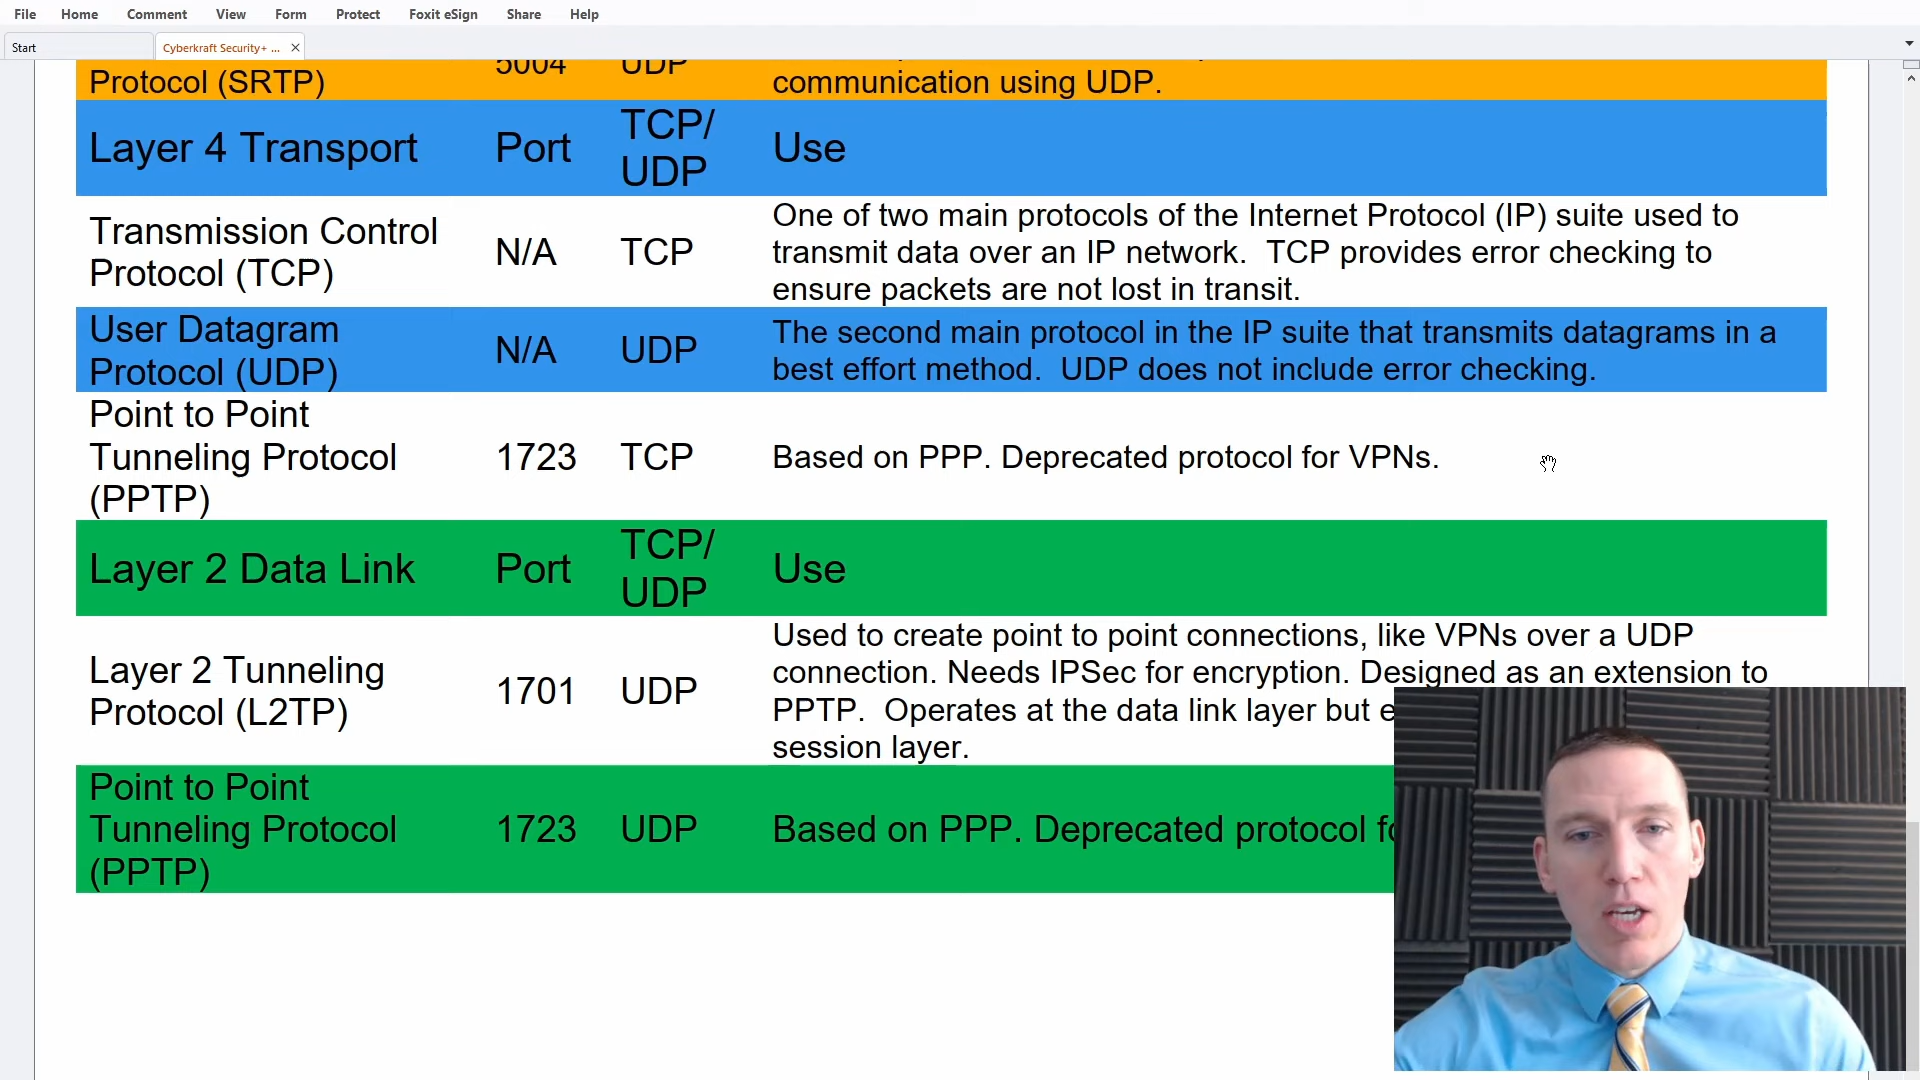 File Home Comment View Form Protect Foxit eSign Share Help
Start Cyberkraft Security+ ...
Protocol (SRTP) 5004 UDP communication using UDP.
Layer 4 Transport Port TCP/ UDP Use
Transmission Control Protocol (TCP) N/A TCP
One of two main protocols of the Internet Protocol (IP) suite used to
transmit data over an IP network. TCP provides error checking to
ensure packets are not lost in transit.
User Datagram Protocol (UDP) N/A UDP
The second main protocol in the IP suite that transmits datagrams in a
best effort method. UDP does not include error checking.
Point to Point
Tunneling Protocol 1723 TCP Based on PPP. Deprecated protocol for VPNs.
(PPTP)
Layer 2 Data Link Port TCP/ UDP Use
Layer 2 Tunneling Protocol (L2TP) 1701 UDP
Used to create point to point connections, like VPNs over a UDP
connection. Needs IPSec for encryption. Designed as an extension to
PPTP. Operates at the data link layer but
session layer.
Point to Point
Tunneling Protocol 1723 UDP Based on PPP. Deprecated protocol
(PPTP)